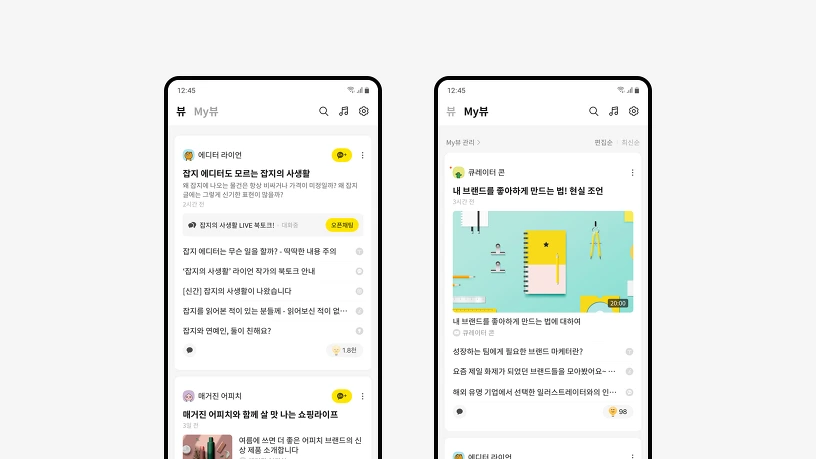 12:45
뷰 My뷰
에디터 라이언
잡지 에디터도 모르는 잡지의 사생활
왜 잡지에 나오는 물건은 항상 비싸거나 가격이 미정일까? 왜 잡지
글에는 그렇게 신기한 표현이 많을까?
2시간 전
잡지의 사생활 LIVE 북토크! · 대화중
오픈채팅
잡지 에디터는 무슨 일을 할까? - 딱딱한 내용 주의
‘잡지의 사생활’ 라이언 작가의 북토크 안내
[신간] 잡지의 사생활이 나왔습니다
잡지를 읽어본 적이 있는 분들께 - 읽어보신 적이 없…
잡지와 연예인, 둘이 친해요?
1.8천
매거진 어피치
매거진 어피치와 함께 살 맛 나는 쇼핑라이프
3일 전
여름에 쓰면 더 좋은 어피치 브랜드의 신
상 제품 소개합니다
12:45
뷰 My뷰
My뷰 관리 >
편집순 · 최신순
큐레이터 콘
내 브랜드를 좋아하게 만드는 법! 현실 조언
3시간 전
20:00
내 브랜드를 좋아하게 만드는 법에 대하여
큐레이터 콘
성장하는 팀에게 필요한 브랜드 마케터란?
요즘 제일 화제가 되었던 브랜드들을 모아봤어요~ …
해외 유명 기업에서 선택한 일러스트레이터와의 인…
98
에디터 라이언